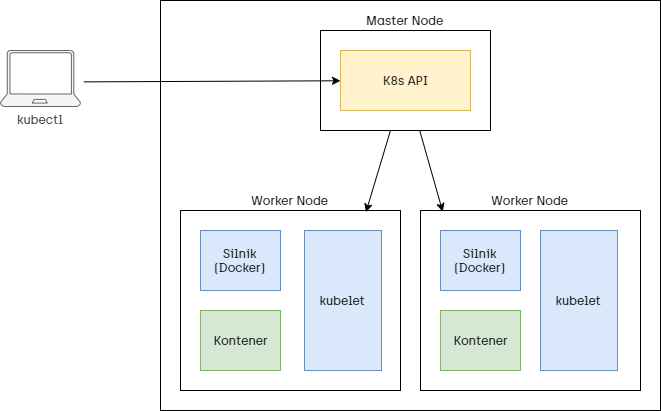 Master Node
K8s API
kubectl
Worker Node
Silnik
(Docker)
kubelet
Kontener
Worker Node
Silnik
(Docker)
kubelet
Kontener